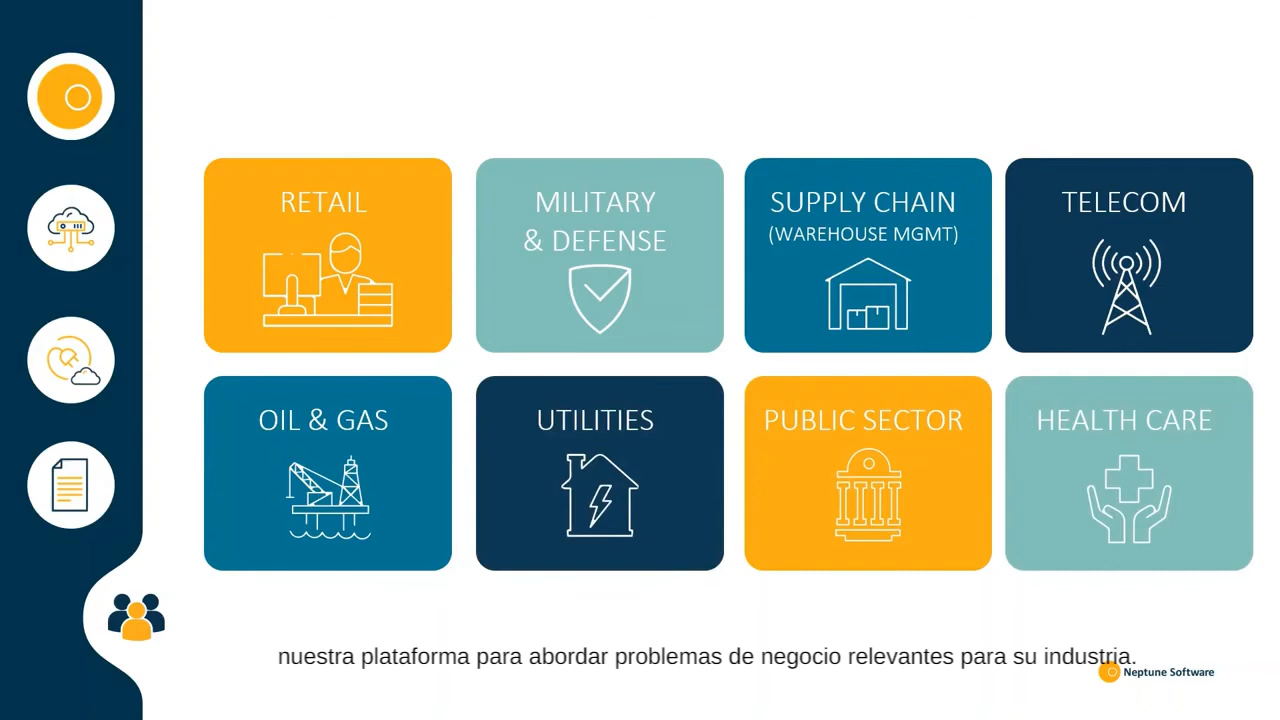 RETAIL
MILITARY
& DEFENSE
SUPPLY CHAIN
(WAREHOUSE MGMT)
TELECOM
OIL & GAS
UTILITIES
PUBLIC SECTOR
HEALTH CARE
nuestra plataforma para abordar problemas de negocio relevantes para su industria.
Neptune Software